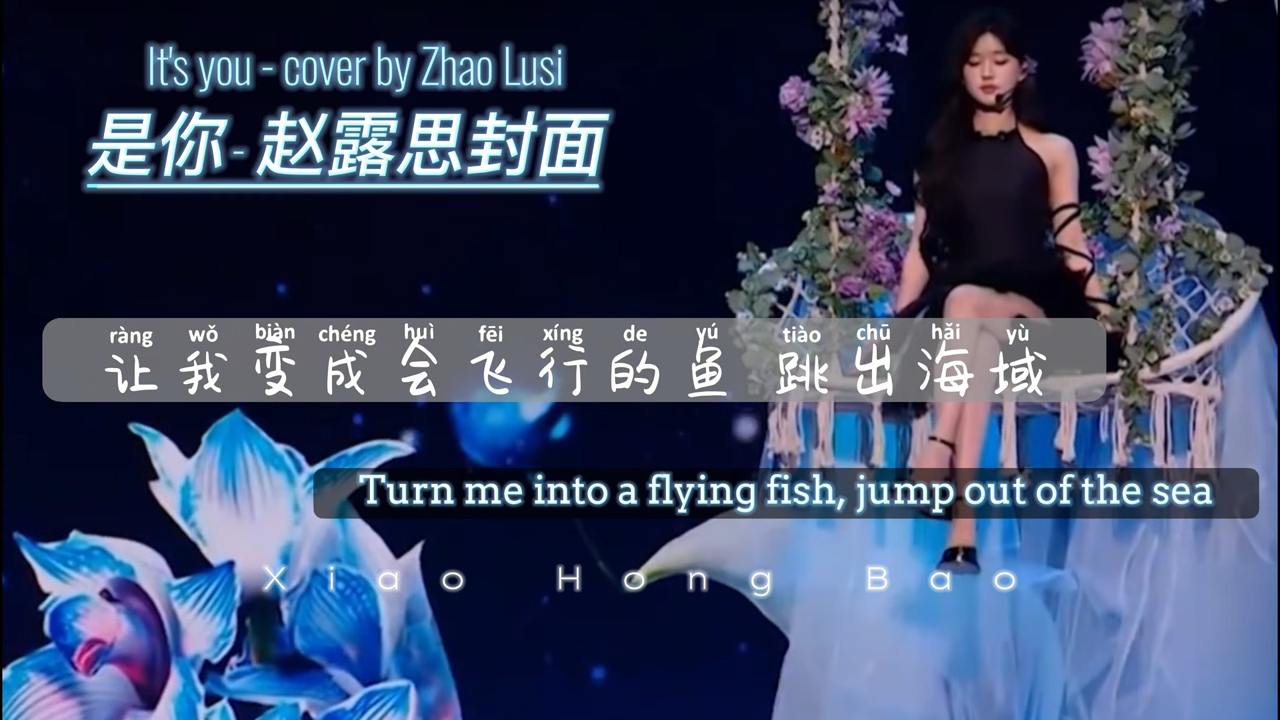 It's you - cover by Zhao Lusi
是你 - 赵露思封面
ràng wǒ biàn chéng huì fēi xíng de yú tiào chū hǎi yù
让我变成会飞行的鱼 跳出海域
Turn me into a flying fish, jump out of the sea
Xiao Hong Bao